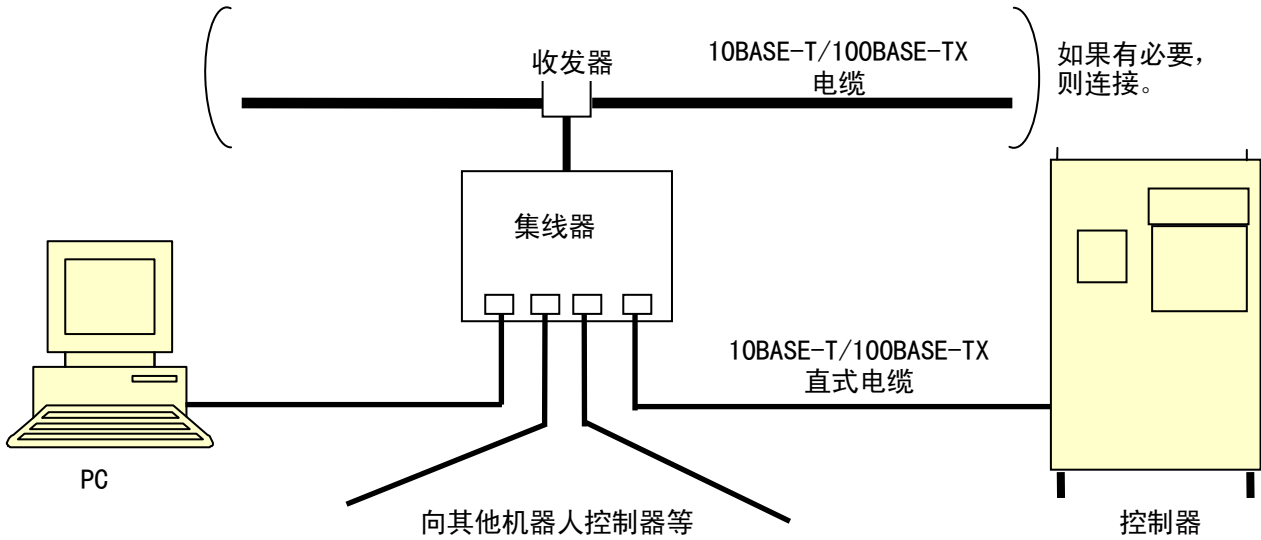 收发器
10BASE-T/100BASE-TX
电缆
如果有必要，
则连接。
集线器
10BASE-T/100BASE-TX
直式电缆
PC
向其他机器人控制器等
控制器